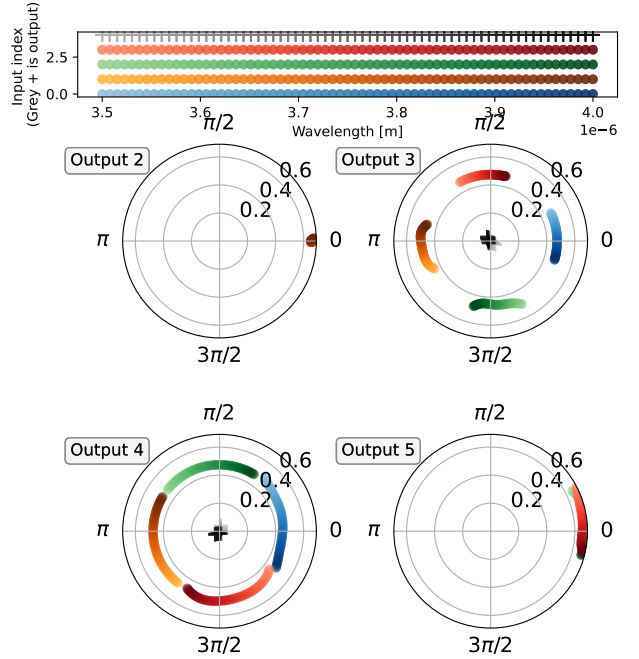 Input index
(Grey + is output)
2.5
0.0
3.5
3.6
3.7
3.8
3.9
4.0
Wavelength [m]
1e−6
Output 2
π/2
0.6
0.4
0.2
π
0
3π/2
Output 3
π/2
0.6
0.4
0.2
π
0
3π/2
Output 4
π/2
0.6
0.4
0.2
π
0
3π/2
Output 5
π/2
0.6
0.4
0.2
π
0
3π/2